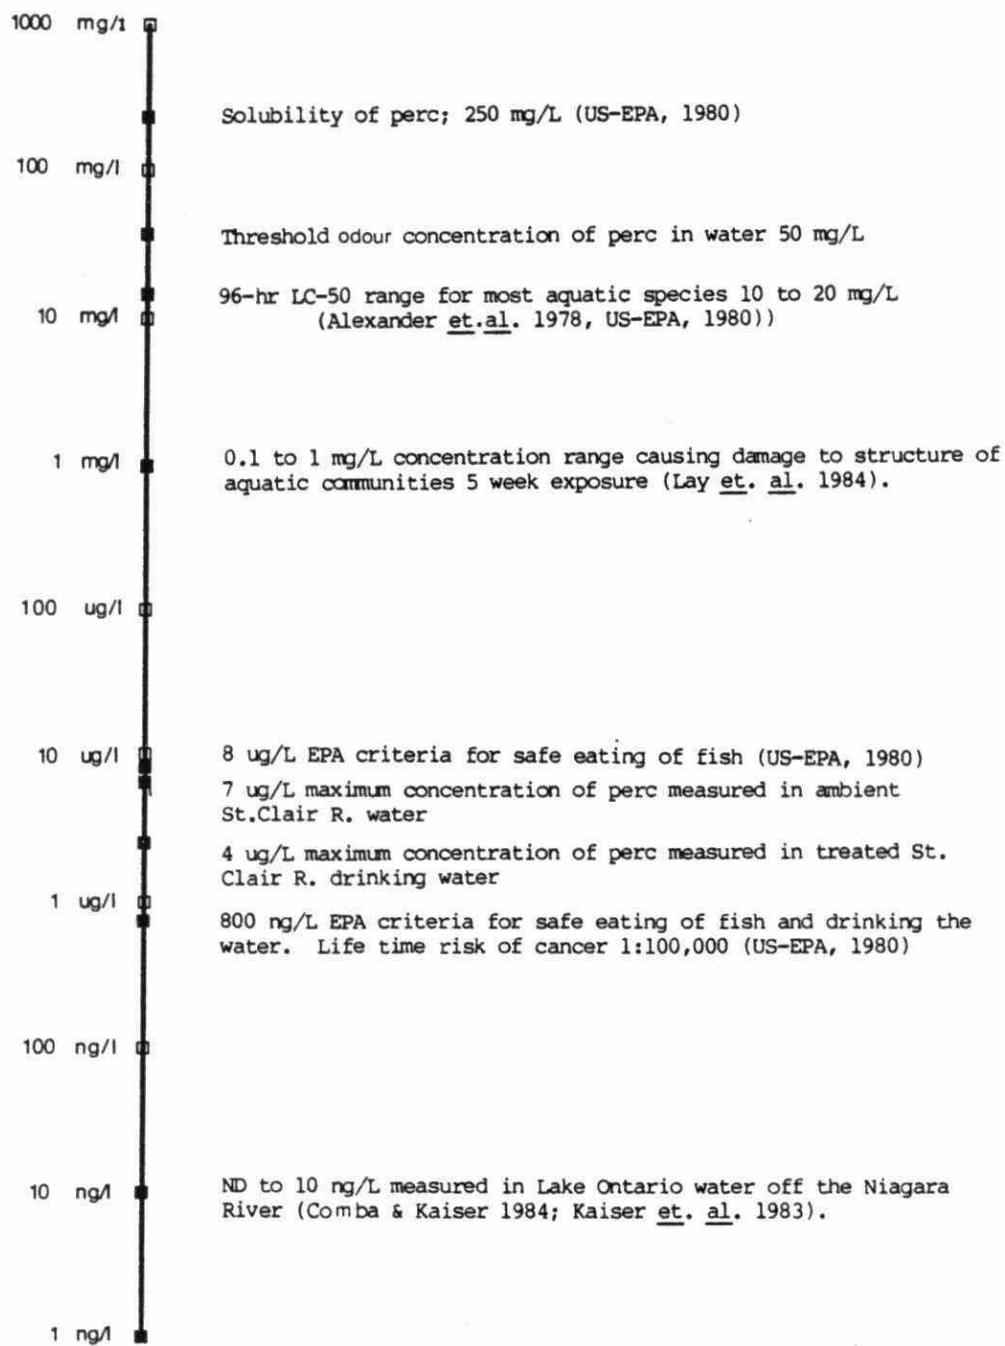 1000 mg/l
Solubility of perc; 250 mg/L (US-EPA, 1980)
100 mg/l
Threshold odour concentration of perc in water 50 mg/L
96-hr LC-50 range for most aquatic species 10 to 20 mg/L
10 mg/l
(Alexander et.al. 1978, US-EPA, 1980))
1 mg/l
0.1 to 1 mg/L concentration range causing damage to structure of
aquatic communities 5 week exposure (Lay et. al. 1984).
100 ug/l
10 ug/l
8 ug/L EPA criteria for safe eating of fish (US-EPA, 1980)
7 ug/L maximum concentration of perc measured in ambient
St.Clair R. water
4 ug/L maximum concentration of perc measured in treated St.
Clair R. drinking water
1 ug/l
800 ng/L EPA criteria for safe eating of fish and drinking the
water. Life time risk of cancer 1:100,000 (US-EPA, 1980)
100 ng/l
10 ng/l
ND to 10 ng/L measured in Lake Ontario water off the Niagara
River (Comba & Kaiser 1984; Kaiser et. al. 1983).
1 ng/l